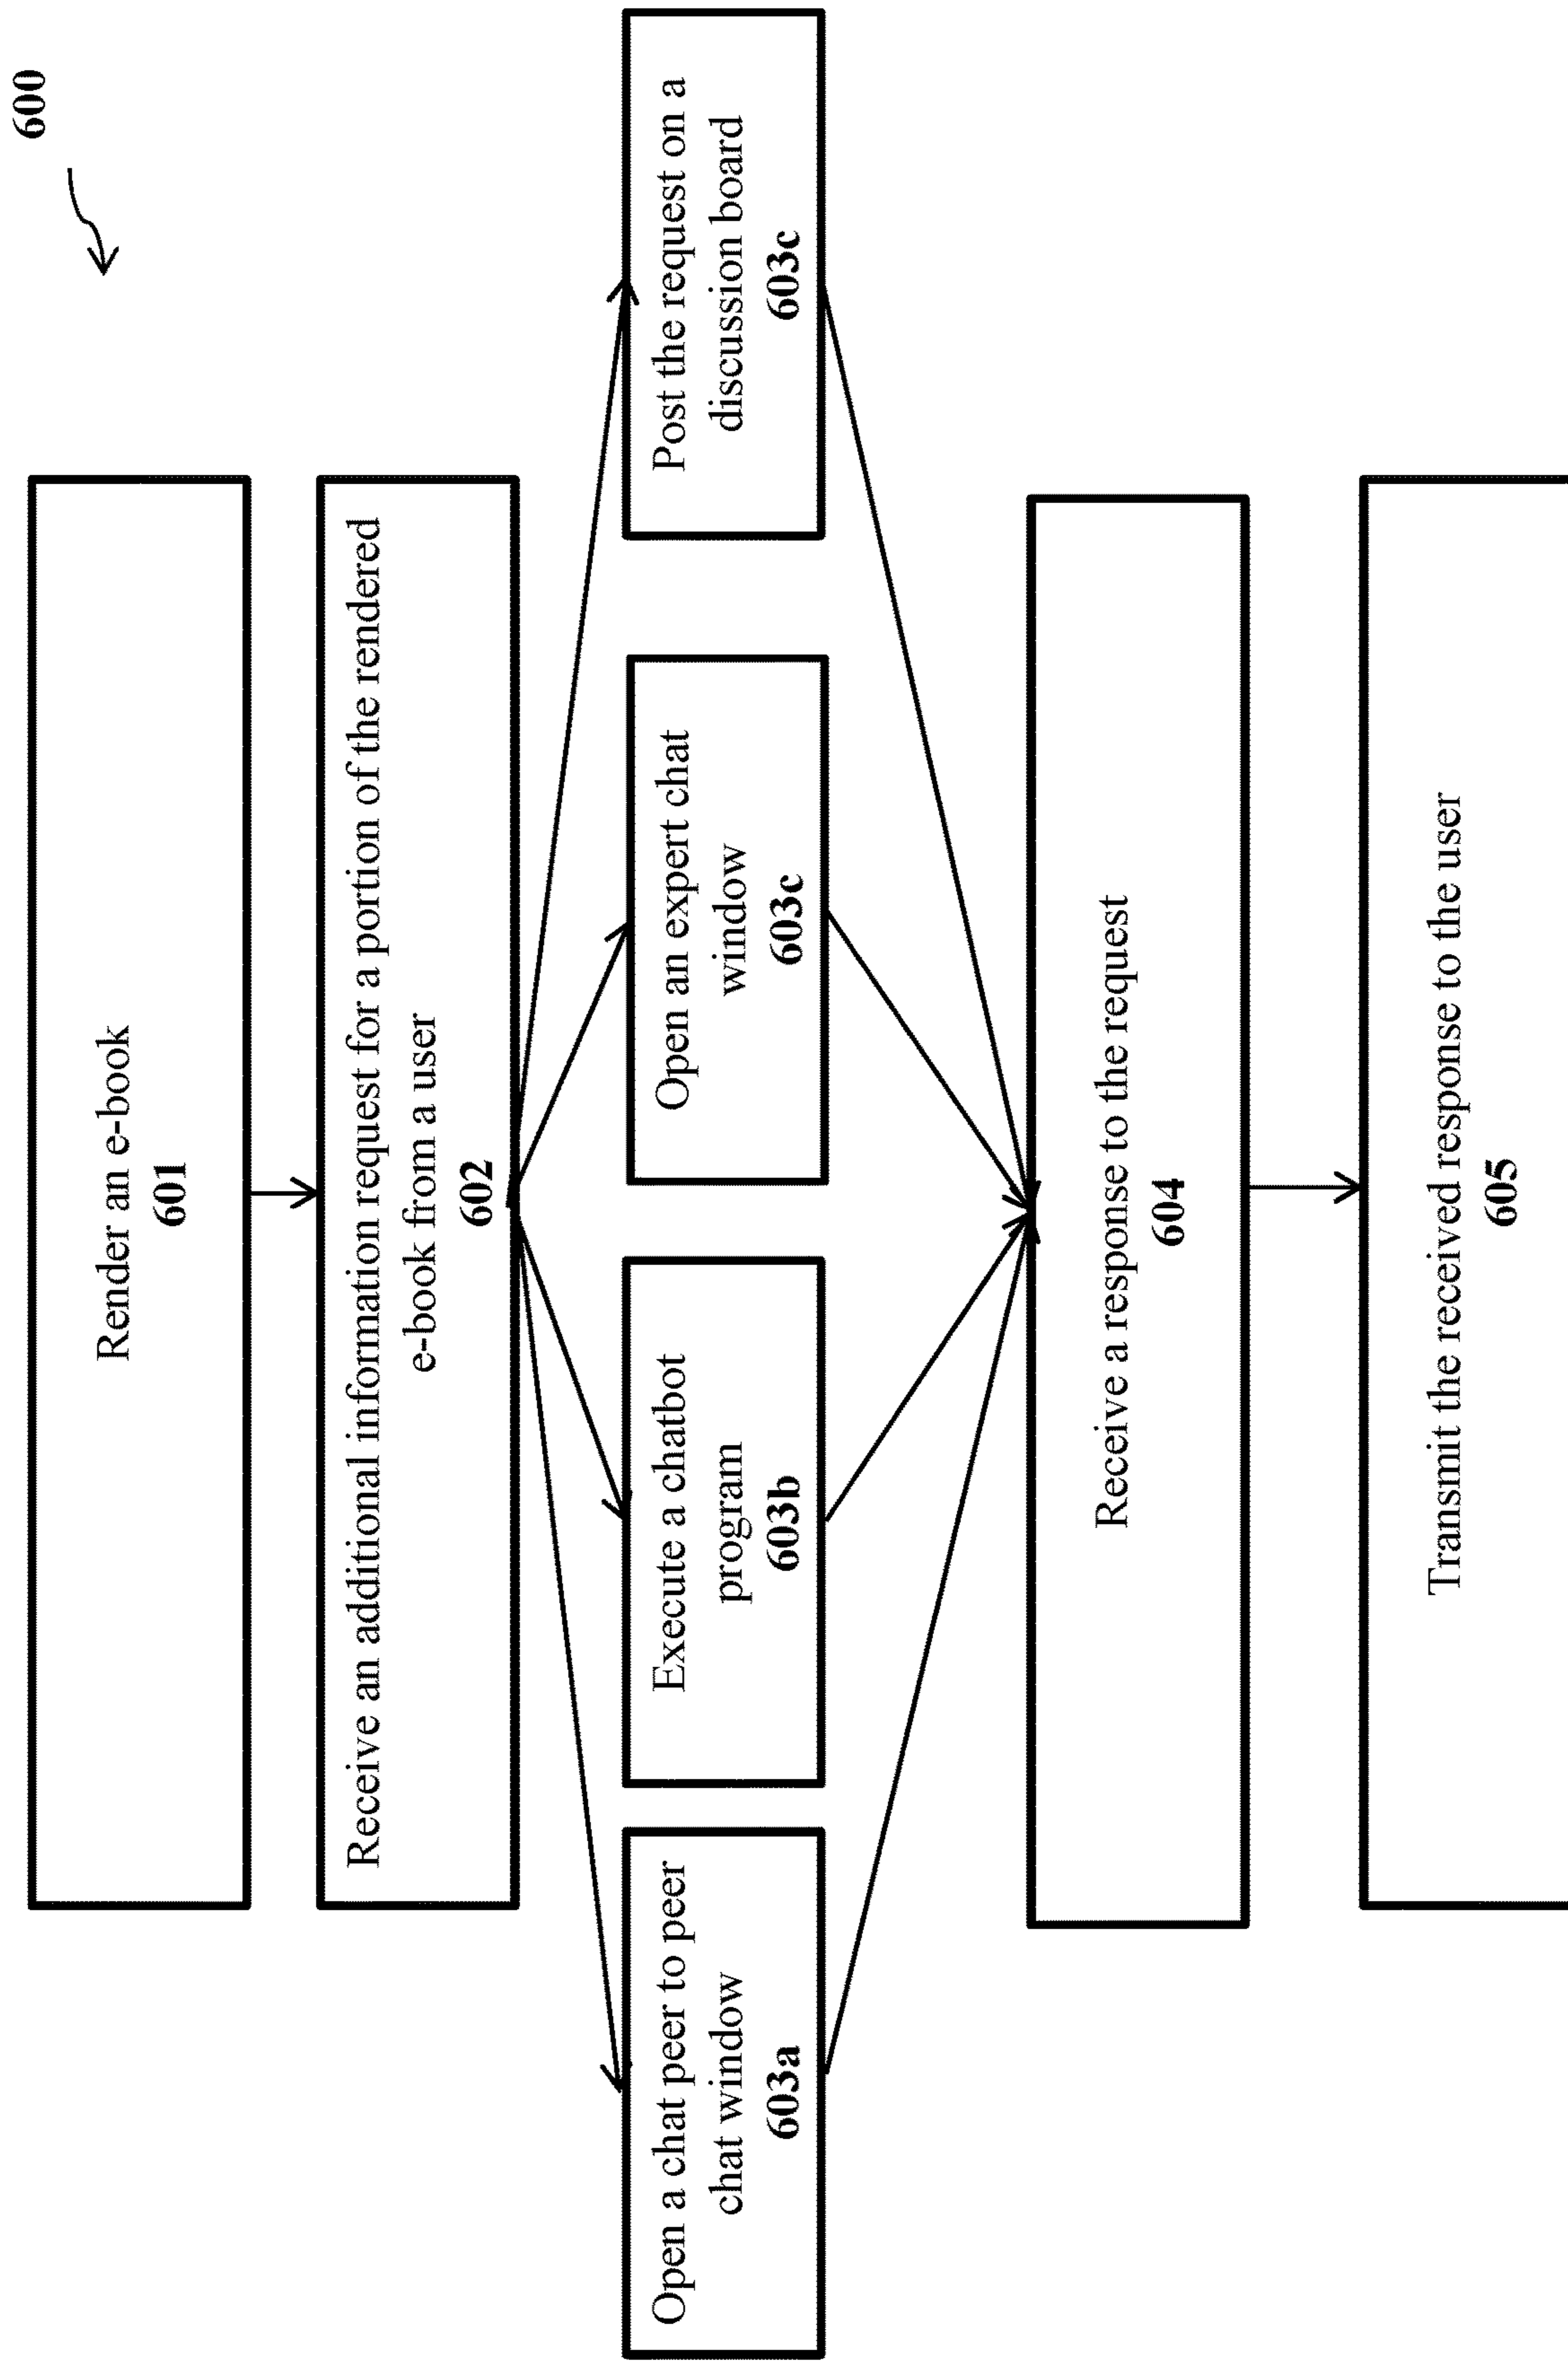 600
Render an e-book
601
Receive an additional information request for a portion of the rendered
e-book from a user
602
Open a chat peer to peer
chat window
603a
Execute a chatbot
program
603b
Open an expert chat
window
603c
Post the request on a
discussion board
603c
Receive a response to the request
604
Transmit the received response to the user
605